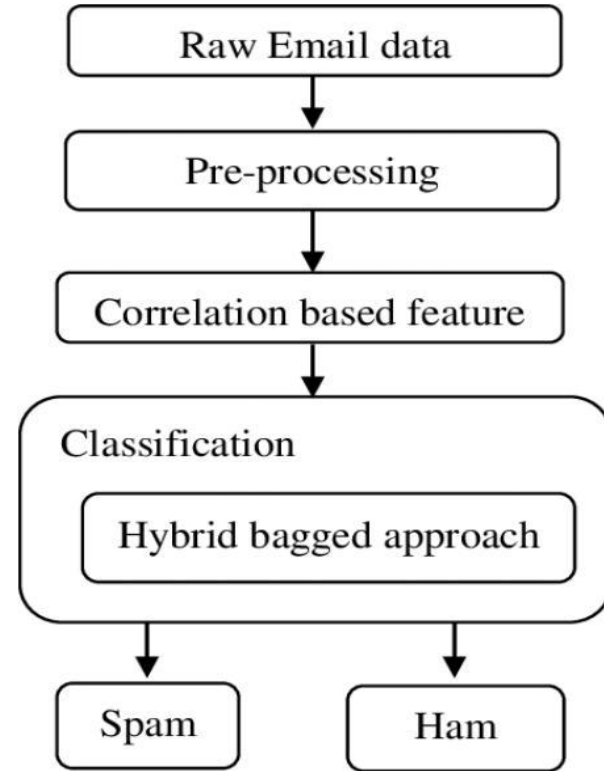 Raw Email data
Pre-processing
Correlation based feature
Classification
Hybrid bagged approach
Spam
Ham